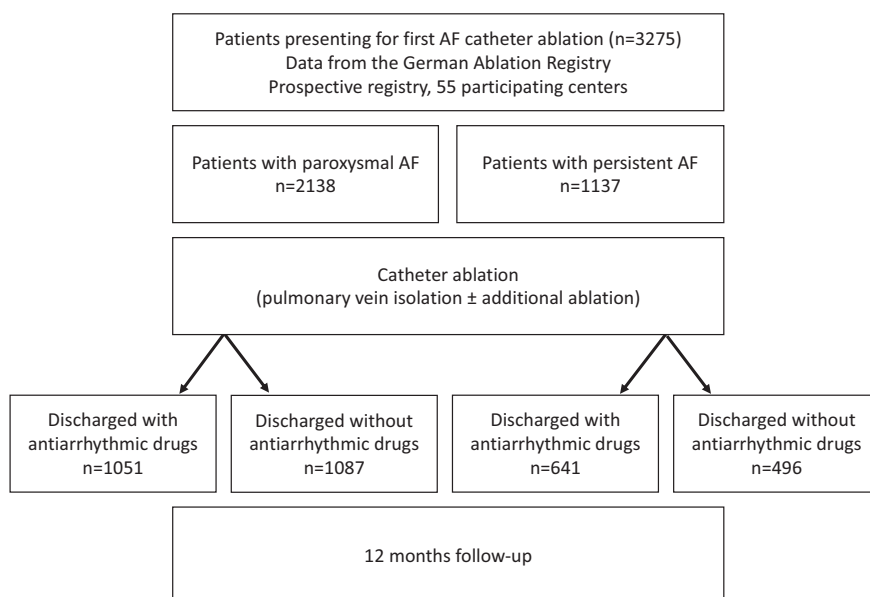 Patients presenting for first AF catheter ablation (n=3275)
Data from the German Ablation Registry
Prospective registry, 55 participating centers
Patients with paroxysmal AF
n=2138
Patients with persistent AF
n=1137
Catheter ablation
(pulmonary vein isolation ± additional ablation)
Discharged with
antiarrhythmic drugs
n=1051
Discharged without
antiarrhythmic drugs
n=1087
Discharged with
antiarrhythmic drugs
n=641
Discharged without
antiarrhythmic drugs
n=496
12 months follow-up